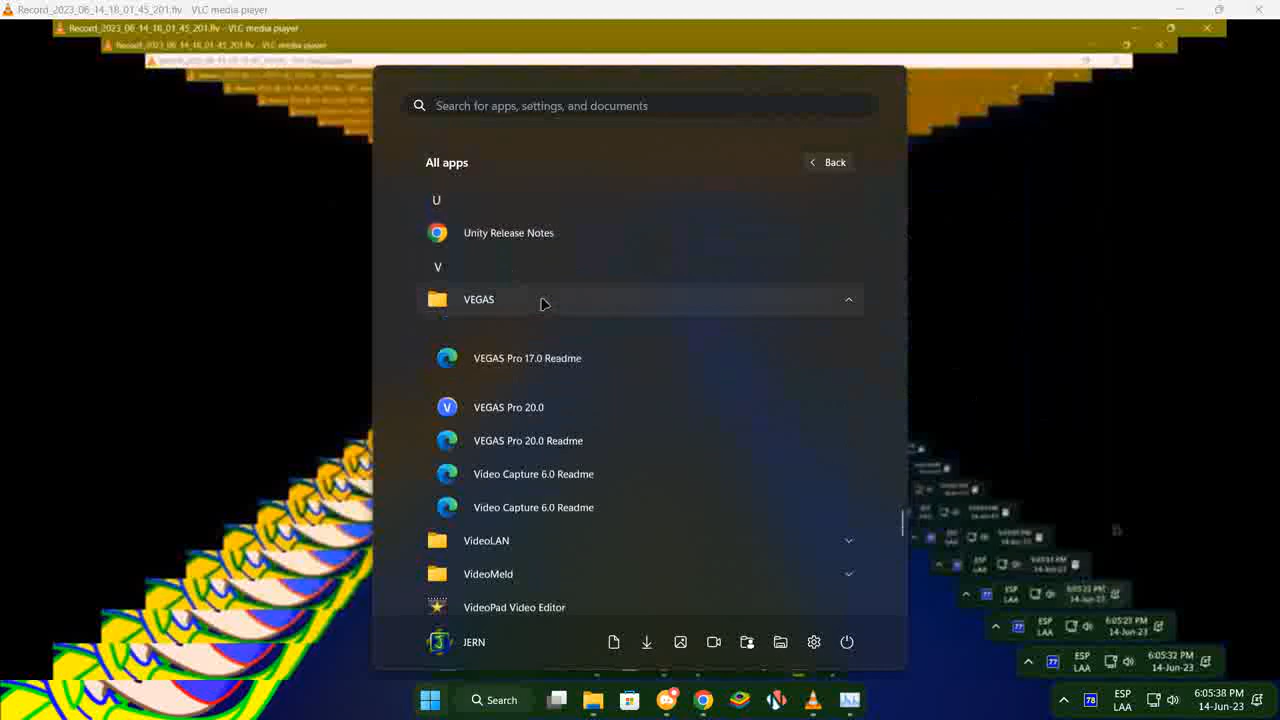 Record_2023_06_14_18_01_45_201.flv - VLC media player
Record_2023_06_14_18_01_45_201.flv - VLC media player
Record_2023_06_14_18_01_45_201.flv - VLC media player
Search for apps, settings, and documents
All apps
Back
U
Unity Release Notes
V
VEGAS
VEGAS Pro 17.0 Readme
VEGAS Pro 20.0
VEGAS Pro 20.0 Readme
Video Capture 6.0 Readme
Video Capture 6.0 Readme
VideoLAN
VideoMeld
VideoPad Video Editor
JERN
ESP
LAA
6:05:23 PM
14-Jun-23
77
ESP
LAA
6:05:32 PM
14-Jun-23
Search
78
ESP
LAA
6:05:38 PM
14-Jun-23